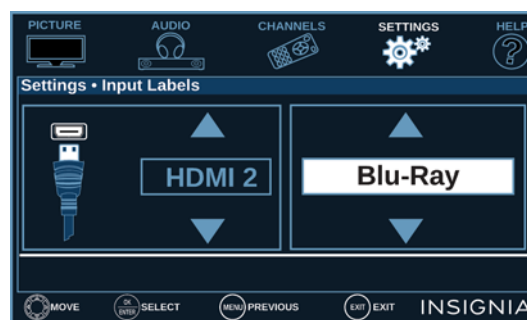 PICTURE AUDIO CHANNELS SETTINGS HELP
?
Settings • Input Labels
HDMI 2 Blu-Ray
MOVE OK ENTER SELECT MENU PREVIOUS EXIT EXIT INSIGNIA